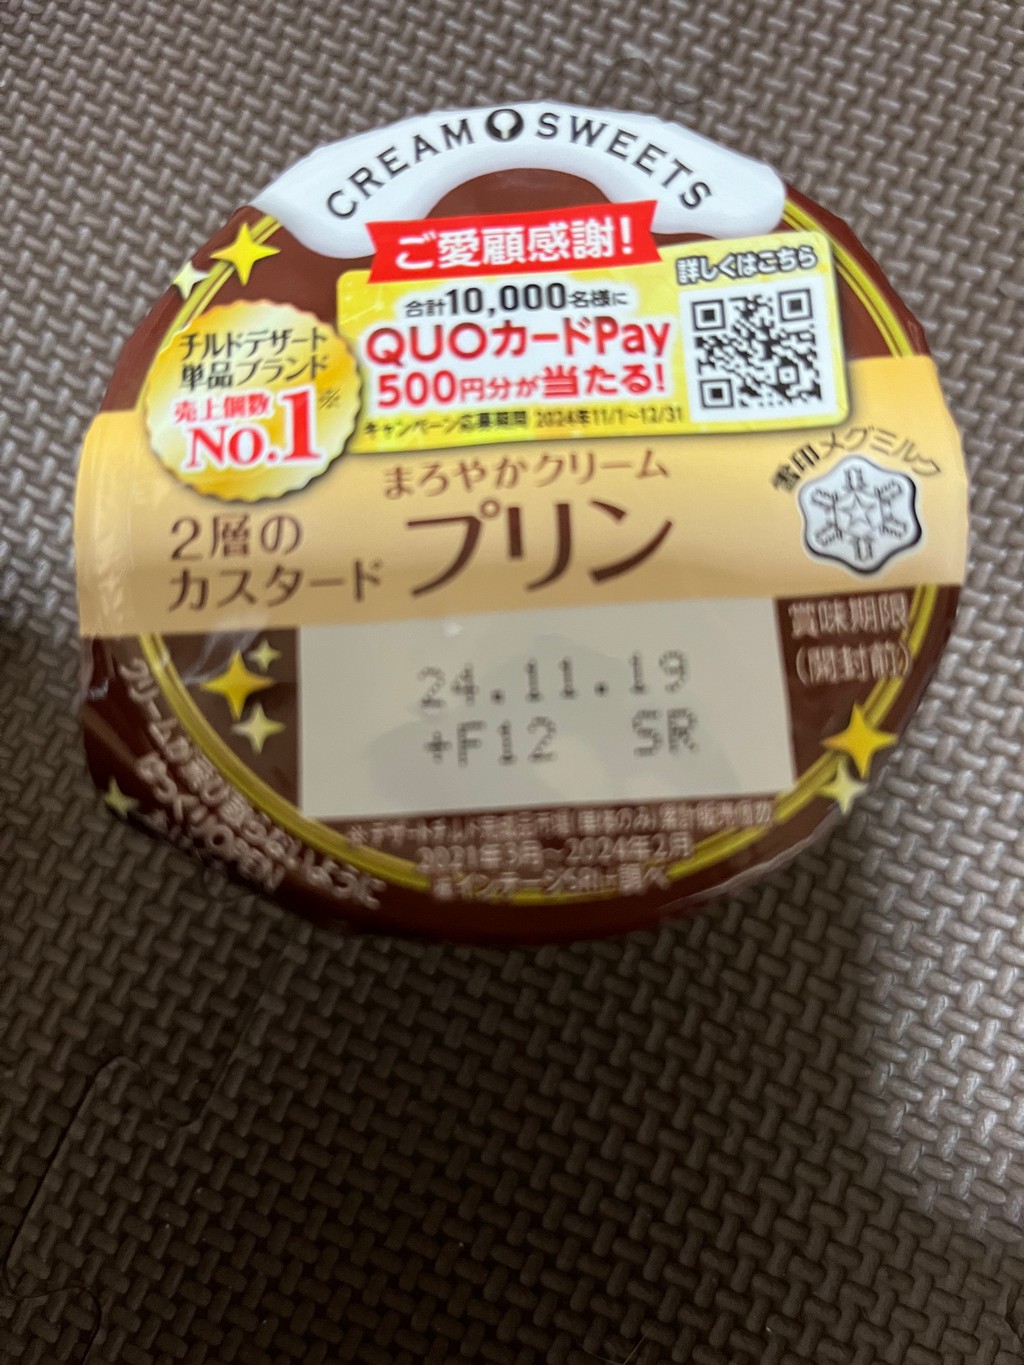 CREAM SWEETS
ご愛顧感謝!
合計10,000名様に
QUOカードPay
500円分が当たる!
キャンペーン応募期間 2024年11/1~12/31
詳しくはこちら
チルドデザート
単品ブランド
売上個数
No.1※
雪印メグミルク
まろやかクリーム
2層の
カスタード
プリン
賞味期限
(開封前)
24.11.19
+F12 SR
2021年3月~2024年2月